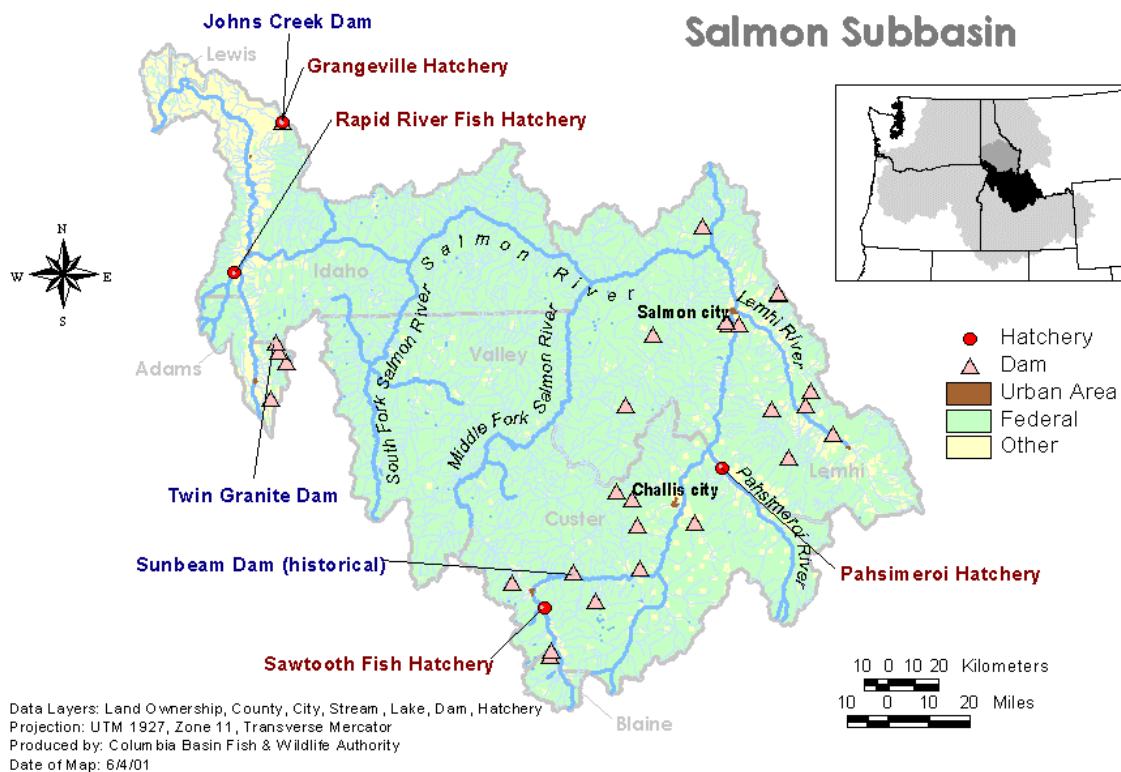 Salmon Subbasin
Johns Creek Dam
Lewis
Grangeville Hatchery
Rapid River Fish Hatchery
N
W E
S
Idaho
Salmon River
Salmon city
Lemhi River
Adams
Valley
South Fork Salmon River
Middle Fork Salmon River
Hatchery
Dam
Urban Area
Federal
Other
Twin Granite Dam
Challis city
Lemhi
Custer
Pahsimeroi River
Sunbeam Dam (historical)
Pahsimeroi Hatchery
Sawtooth Fish Hatchery
Blaine
10 0 10 20 Kilometers
10 0 10 20 Miles
Data Layers: Land Ownership, County, City, Stream, Lake, Dam, Hatchery
Projection: UTM 1927, Zone 11, Transverse Mercator
Produced by: Columbia Basin Fish & Wildlife Authority
Date of Map: 6/4/01